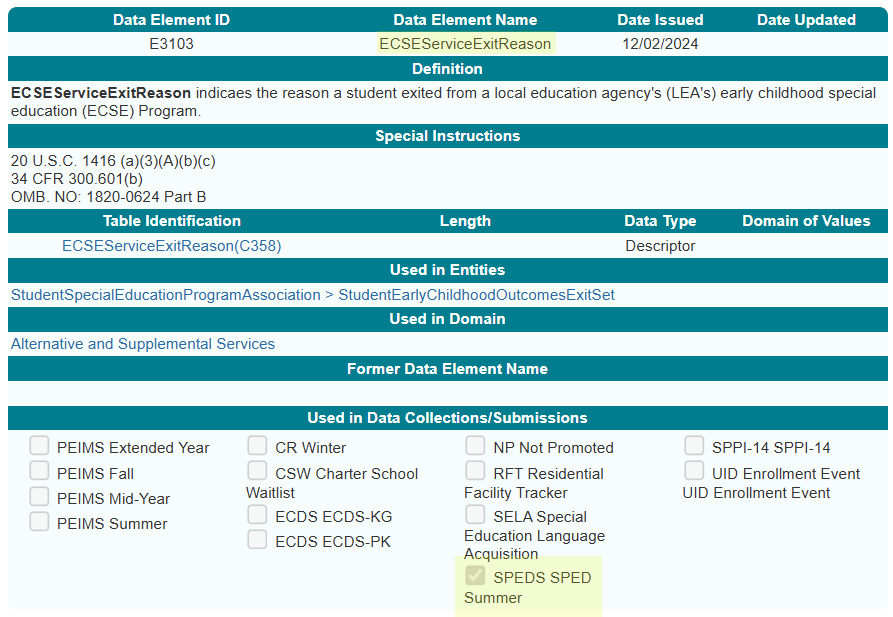 Data Element ID Data Element Name Date Issued Date Updated
E3103 ECSEServiceExitReason 12/02/2024
Definition
ECSEServiceExitReason indicaes the reason a student exited from a local education agency's (LEA's) early childhood special
education (ECSE) Program.
Special Instructions
20 U.S.C. 1416 (a)(3)(A)(b)(c)
34 CFR 300.601(b)
OMB. NO: 1820-0624 Part B
Table Identification Length Data Type Domain of Values
ECSEServiceExitReason(C358) Descriptor
Used in Entities
StudentSpecialEducationProgramAssociation > StudentEarlyChildhoodOutcomesExitSet
Used in Domain
Alternative and Supplemental Services
Former Data Element Name
Used in Data Collections/Submissions
PEIMS Extended Year
PEIMS Fall
PEIMS Mid-Year
PEIMS Summer
CR Winter
CSW Charter School
Waitlist
ECDS ECDS-KG
ECDS ECDS-PK
NP Not Promoted
RFT Residential
Facility Tracker
SELA Special
Education Language
Acquisition
SPEDS SPED
Summer
SPPI-14 SPPI-14
UID Enrollment Event
UID Enrollment Event